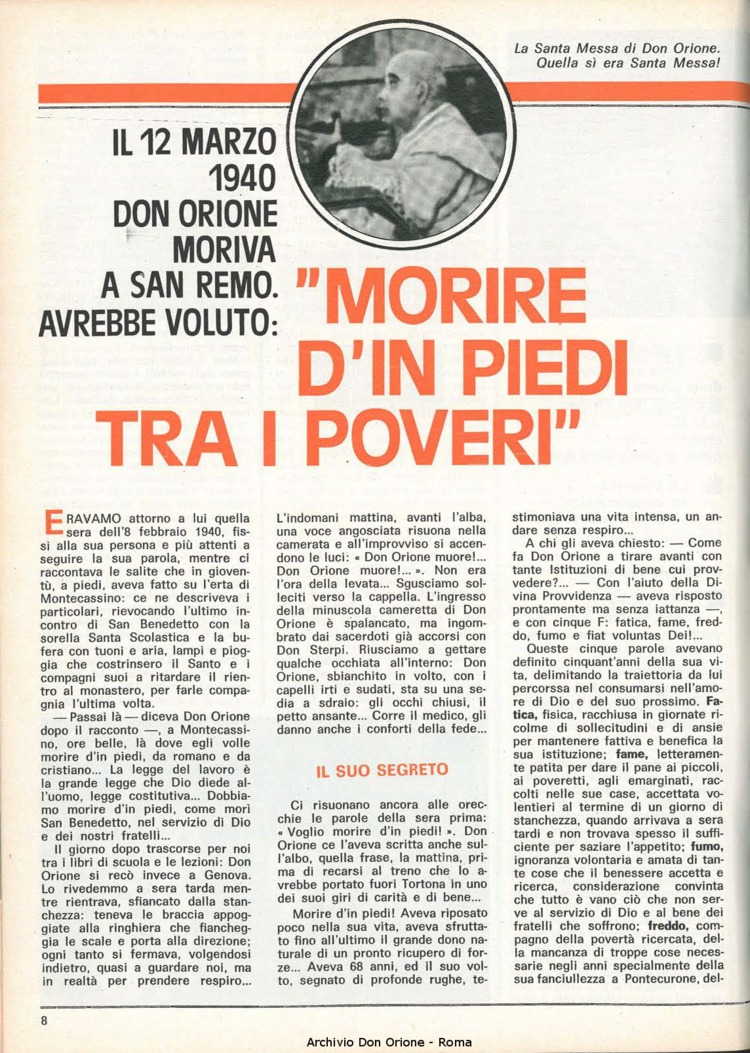 La Santa Messa di Don Orione.
Quella sì era Santa Messa!
IL 12 MARZO
1940
DON ORIONE
MORIVA
A SAN REMO.
AVREBBE VOLUTO:
"MORIRE
D'IN PIEDI
TRA I POVERI"
ERAVAMO attorno a lui quella
sera dell'8 febbraio 1940, fis-
si alla sua persona e più attenti a
seguire la sua parola, mentre ci
raccontava le salite che in gioven-
tù, a piedi, aveva fatto su l'erta di
Montecassino: ce ne descriveva i
particolari, rievocando l'ultimo in-
contro di San Benedetto con la
sorella Santa Scolastica e la bu-
fera con tuoni e aria, lampi e piog-
gia che costrinsero il Santo e i
compagni suoi a ritardare il rien-
tro al monastero, per farle compa-
gnia l'ultima volta.
— Passai là — diceva Don Orione
dopo il racconto —, a Montecassi-
no, ore belle, là dove egli volle
morire d'in piedi, da romano e da
cristiano... La legge del lavoro è
la grande legge che Dio diede al-
l'uomo, legge costitutiva... Dobbia-
mo morire d'in piedi, come morì
San Benedetto, nel servizio di Dio
e dei nostri fratelli...
Il giorno dopo trascorse per noi
tra i libri di scuola e le lezioni: Don
Orione si recò invece a Genova.
Lo rivedemmo a sera tarda men-
tre rientrava, sfiancato dalla stan-
chezza: teneva le braccia appog-
giate alla ringhiera che fiancheg-
gia le scale e porta alla direzione;
ogni tanto si fermava, volgendosi
indietro, quasi a guardare noi, ma
in realtà per prendere respiro...
L'indomani mattina, avanti l'alba,
una voce angosciata risuona nella
camerata e all'improvviso si accen-
dono le luci: « Don Orione muore!...
Don Orione muore!... ». Non era
l'ora della levata... Sgusciamo sol-
leciti verso la cappella. L'ingresso
della minuscola cameretta di Don
Orione è spalancato, ma ingom-
brato dai sacerdoti già accorsi con
Don Sterpi. Riusciamo a gettare
qualche occhiata all'interno: Don
Orione, sbianchito in volto, con i
capelli irti e sudati, sta su una se-
dia a sdraio: gli occhi chiusi, il
petto ansante... Corre il medico, gli
danno anche i conforti della fede...
IL SUO SEGRETO
Ci risuonano ancora alle orec-
chie le parole della sera prima:
« Voglio morire d'in piedi! ». Don
Orione ce l'aveva scritta anche sul-
l'albo, quella frase, la mattina, pri-
ma di recarsi al treno che lo a-
vrebbe portato fuori Tortona in uno
dei suoi giri di carità e di bene...
Morire d'in piedi! Aveva riposato
poco nella sua vita, aveva sfrutta-
to fino all'ultimo il grande dono na-
turale di un pronto ricupero di for-
ze... Aveva 68 anni, ed il suo vol-
to, segnato di profonde rughe, te-
stimoniava una vita intensa, un an-
dare senza respiro...
A chi gli aveva chiesto: — Come
fa Don Orione a tirare avanti con
tante Istituzioni di bene cui prov-
vedere?... — Con l'aiuto della Di-
vina Provvidenza — aveva risposto
prontamente ma senza iattanza —,
e con cinque F: fatica, fame, fred-
do, fumo e fiat voluntas Dei!...
Queste cinque parole avevano
definito cinquant'anni della sua vi-
ta, delimitando la traiettoria da lui
percorssa nel consumarsi nell'amo-
re di Dio e del suo prossimo. Fa-
tica, fisica, racchiusa in giornate ri-
colme di sollecitudini e di ansie
per mantenere fattiva e benefica la
sua istituzione; fame, letteramen-
te patita per dare il pane ai piccoli,
ai poveretti, agli emarginati, rac-
colti nelle sue case, accettata vo-
lentieri al termine di un giorno di
stanchezza, quando arrivava a sera
tardi e non trovava spesso il suffi-
ciente per saziare l'appetito; fumo,
ignoranza volontaria e amata di tan-
te cose che il benessere accetta e
ricerca, considerazione convinta
che tutto è vano ciò che non ser-
ve al servizio di Dio e al bene dei
fratelli che soffrono; freddo, com-
pagno della povertà ricercata, del-
la mancanza di troppe cose neces-
sarie negli anni specialmente della
sua fanciullezza a Pontecurone, del-
8
Archivio Don Orione - Roma